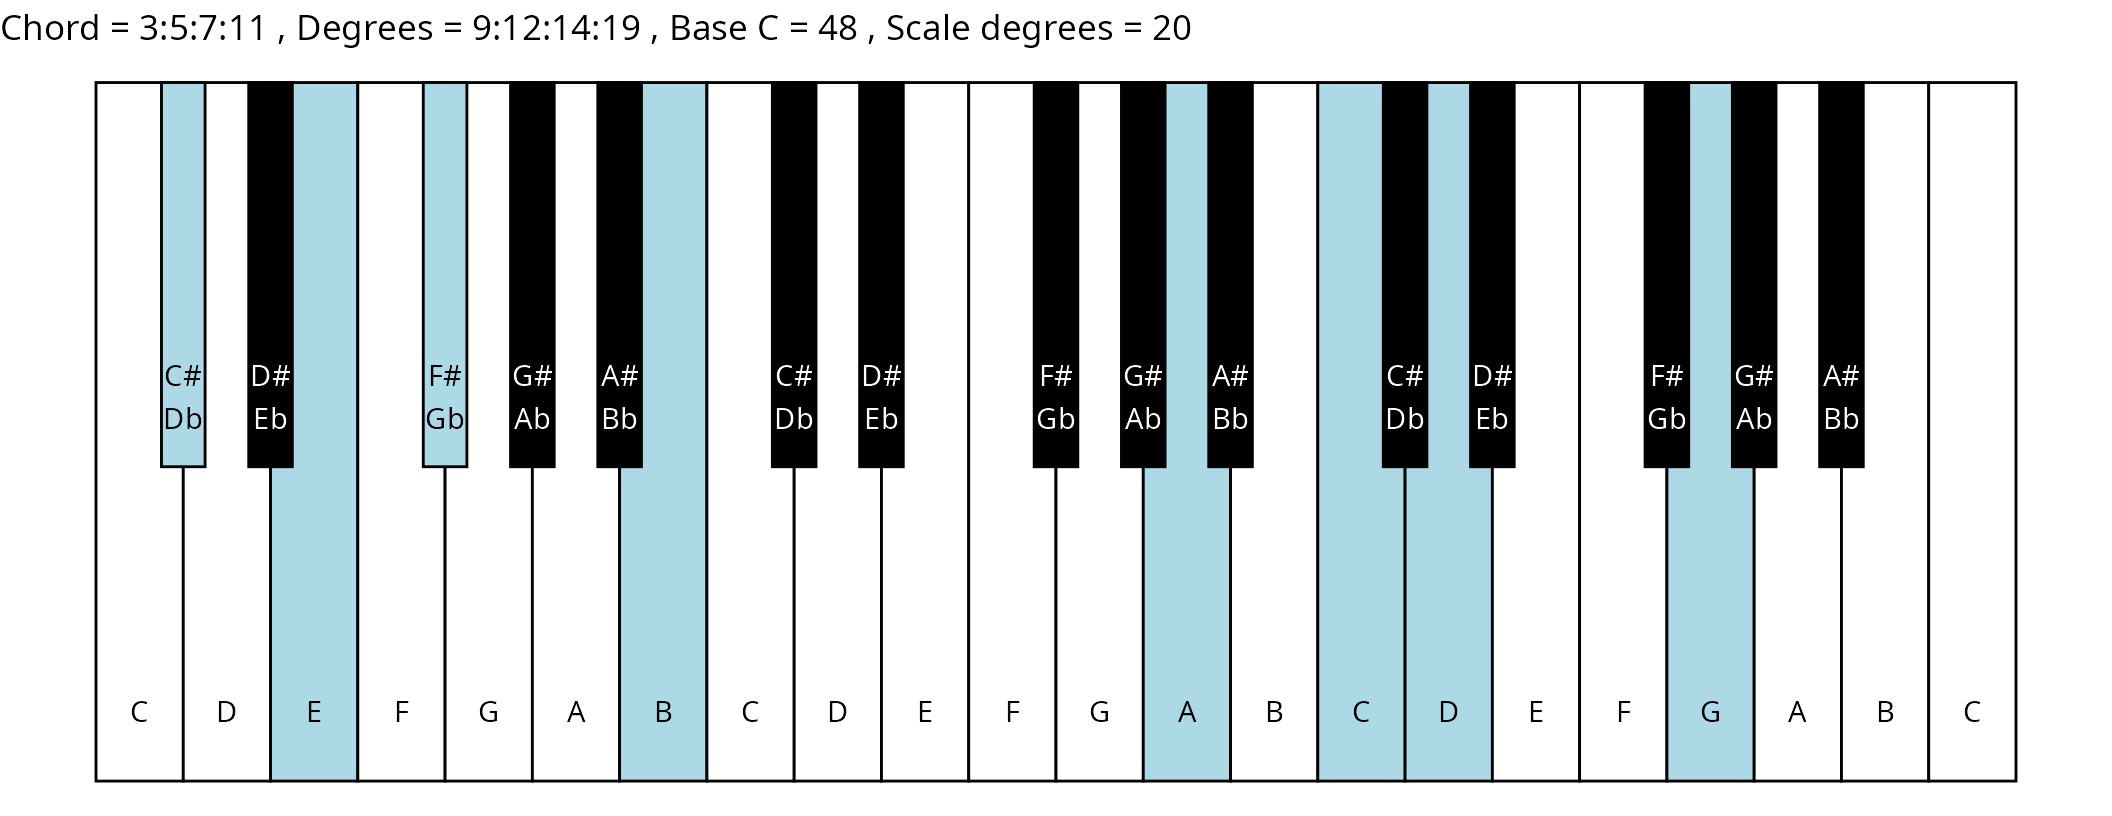 Chord = 3:5:7:11 , Degrees = 9:12:14:19 , Base C = 48 , Scale degrees = 20
C# D# F# G# A# C# D# F# G# A# C# D# F# G# A#
Db Eb Gb Ab Bb Db Eb Gb Ab Bb Db Eb Gb Ab Bb
C D E F G A B C D E F G A B C D E F G A B C